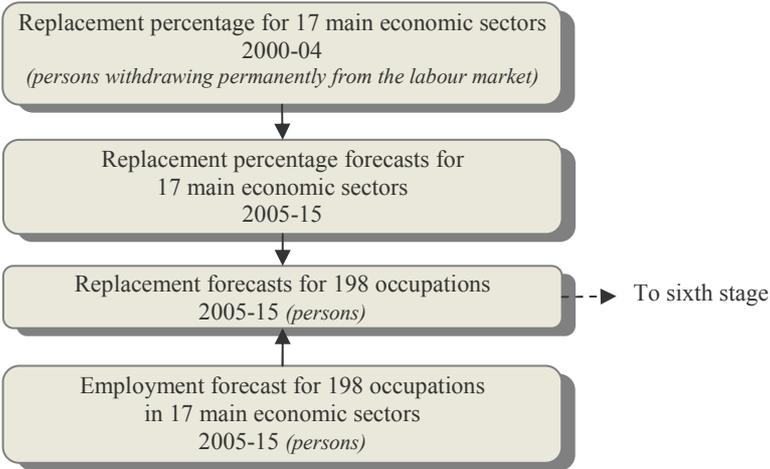 Replacement percentage for 17 main economic sectors
2000-04
(persons withdrawing permanently from the labour market)
Replacement percentage forecasts for
17 main economic sectors
2005-15
Replacement forecasts for 198 occupations
2005-15 (persons)
To sixth stage
Employment forecast for 198 occupations
in 17 main economic sectors
2005-15 (persons)